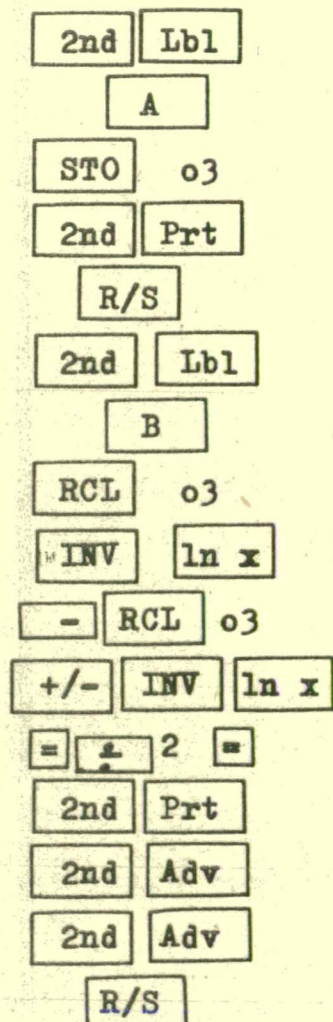 2nd Lbl
A
STO o3
2nd Prt
R/S
2nd Lbl
B
RCL o3
INV ln x
- RCL o3
+/- INV ln x
= ÷ 2 =
2nd Prt
2nd Adv
2nd Adv
R/S